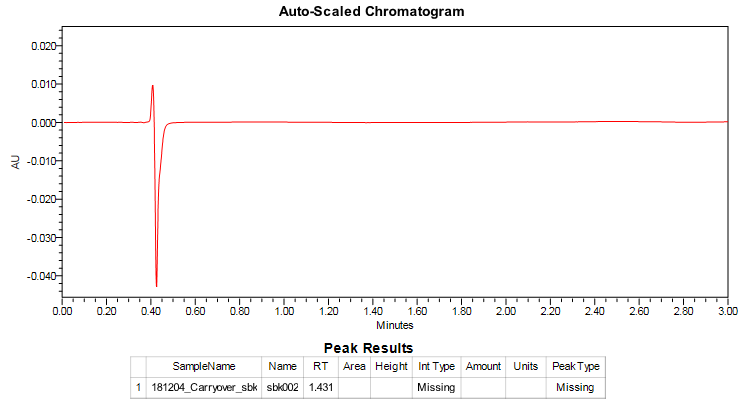 Auto-Scaled Chromatogram
0.020
0.010
0.000
-0.010
-0.020
-0.030
-0.040
AU
0.00 0.20 0.40 0.60 0.80 1.00 1.20 1.40 1.60 1.80 2.00 2.20 2.40 2.60 2.80 3.00
Minutes
Peak Results
SampleName Name RT Area Height Int Type Amount Units Peak Type
1 181204_Carryover_sbk sbk002 1.431 Missing Missing